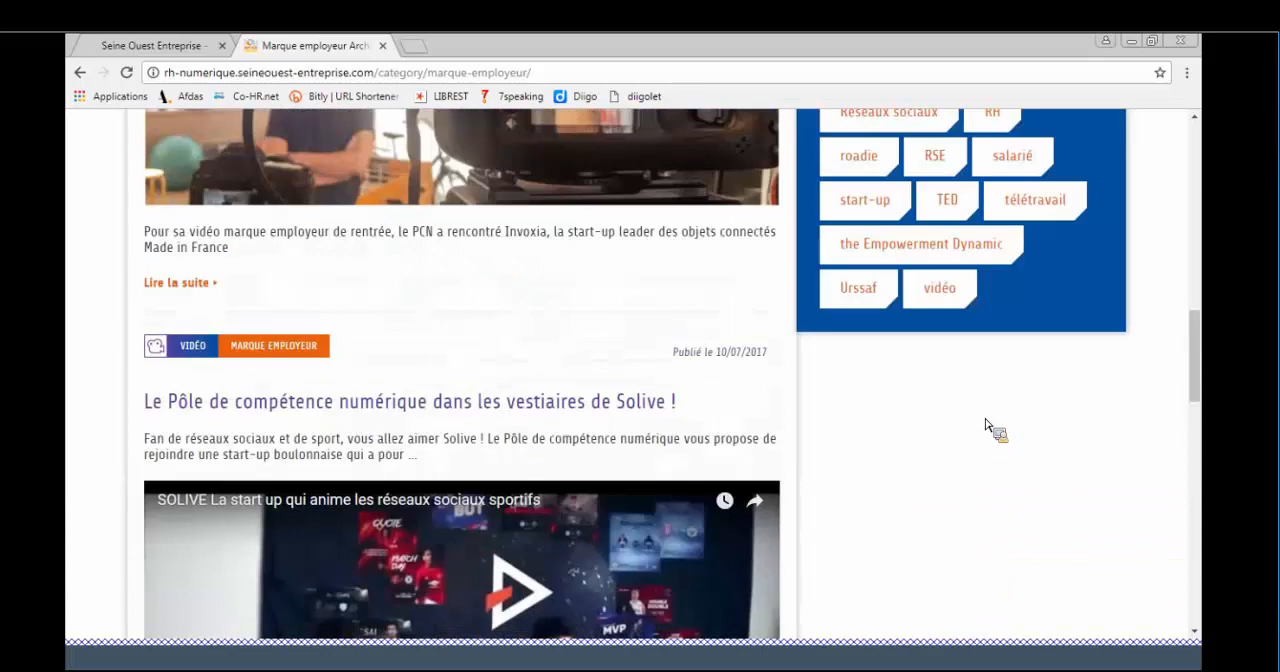 Seine Ouest Entreprise -
Marque employeur Arch
rh-numerique.seineouest-entreprise.com/category/marque-employeur/
Applications
Afdas
Co-HR.net
Bitly | URL Shortener
LIBREST
7speaking
Diigo
diigolet
Réseaux sociaux
RH
roadie
RSE
salarié
start-up
TED
télétravail
the Empowerment Dynamic
Urssaf
vidéo
Pour sa vidéo marque employeur de rentrée, le PCN a rencontré Invoxia, la start-up leader des objets connectés
Made in France
Lire la suite
VIDÉO
MARQUE EMPLOYEUR
Publié le 10/07/2017
Le Pôle de compétence numérique dans les vestiaires de Solive !
Fan de réseaux sociaux et de sport, vous allez aimer Solive ! Le Pôle de compétence numérique vous propose de
rejoindre une start-up boulonnaise qui a pour ...
SOLIVE La start up qui anime les réseaux sociaux sportifs
QUOTE
BUT
MATCH
DAY
MVP